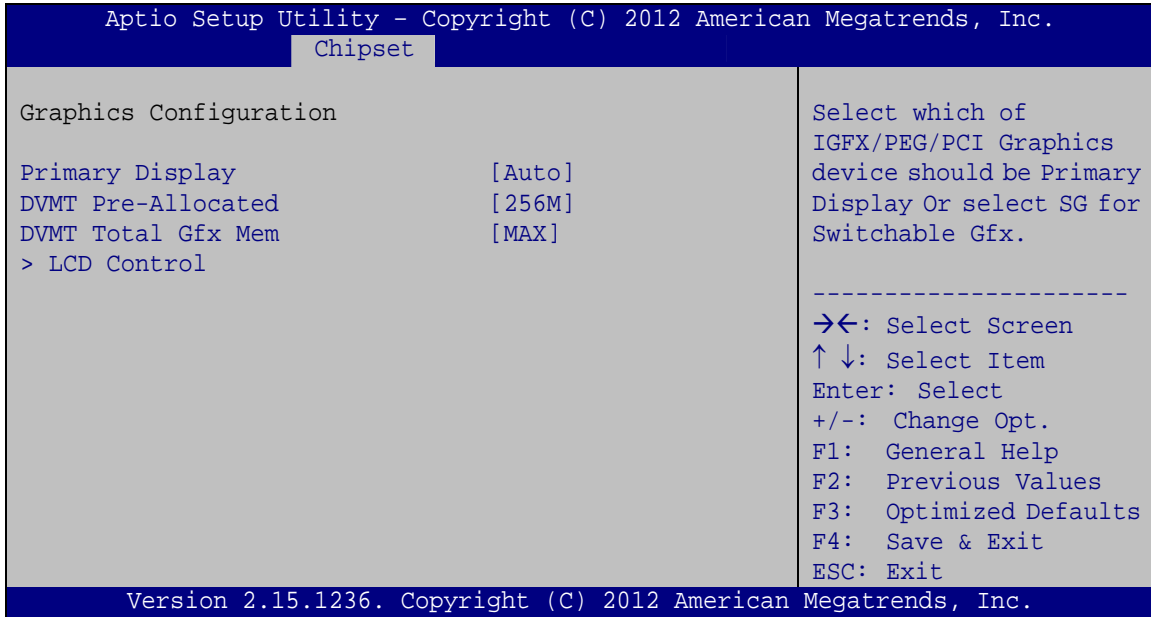 Aptio Setup Utility – Copyright (C) 2012 American Megatrends, Inc.
Chipset
Graphics Configuration
Primary Display [Auto]
DVMT Pre-Allocated [256M]
DVMT Total Gfx Mem [MAX]
> LCD Control
Select which of
IGFX/PEG/PCI Graphics
device should be Primary
Display Or select SG for
Switchable Gfx.
----------------------
→←: Select Screen
↑ ↓: Select Item
Enter: Select
+/-: Change Opt.
F1: General Help
F2: Previous Values
F3: Optimized Defaults
F4: Save & Exit
ESC: Exit
Version 2.15.1236. Copyright (C) 2012 American Megatrends, Inc.